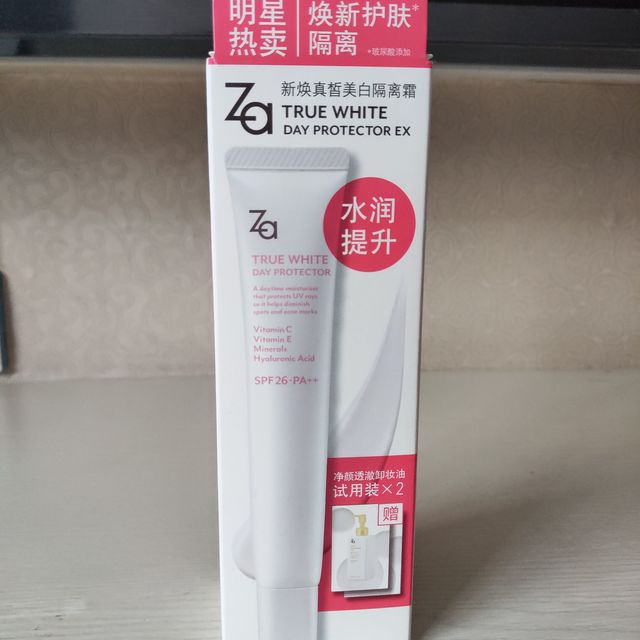 明星
热卖
焕新护肤*
隔离
*玻尿酸添加
Za
新焕真皙美白隔离霜
TRUE WHITE
DAY PROTECTOR EX
Za
TRUE WHITE
DAY PROTECTOR
A daytime moisturizer
that protects UV rays
so it helps diminish
spots and acne marks
Vitamin C
Vitamin E
Minerals
Hyaluronic Acid
SPF26·PA++
水润
提升
净颜透澈卸妆油
试用装×2
赠
Za